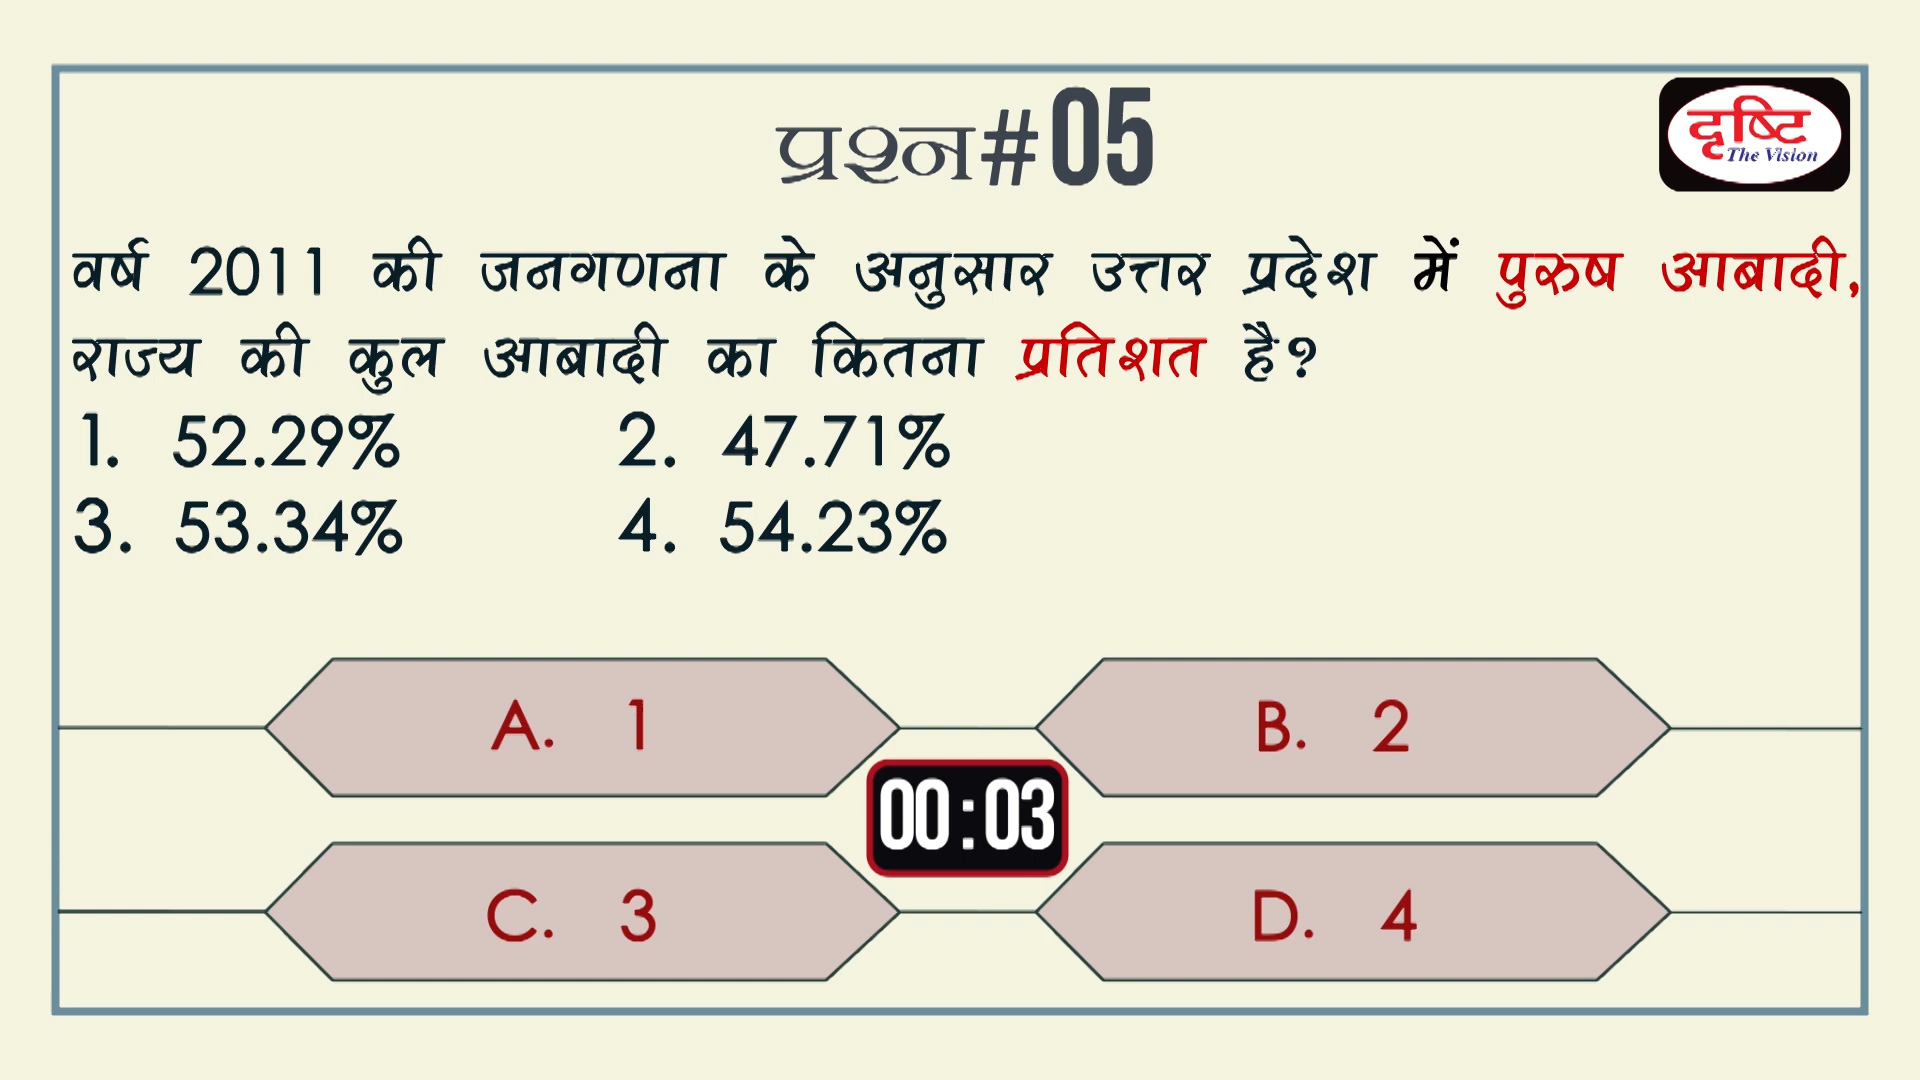 प्रश्न#05
दृष्टि
The Vision
वर्ष 2011 की जनगणना के अनुसार उत्तर प्रदेश में पुरुष आबादी,
राज्य की कुल आबादी का कितना प्रतिशत है?
1. 52.29% 2. 47.71%
3. 53.34% 4. 54.23%
A. 1 B. 2
00:03
C. 3 D. 4